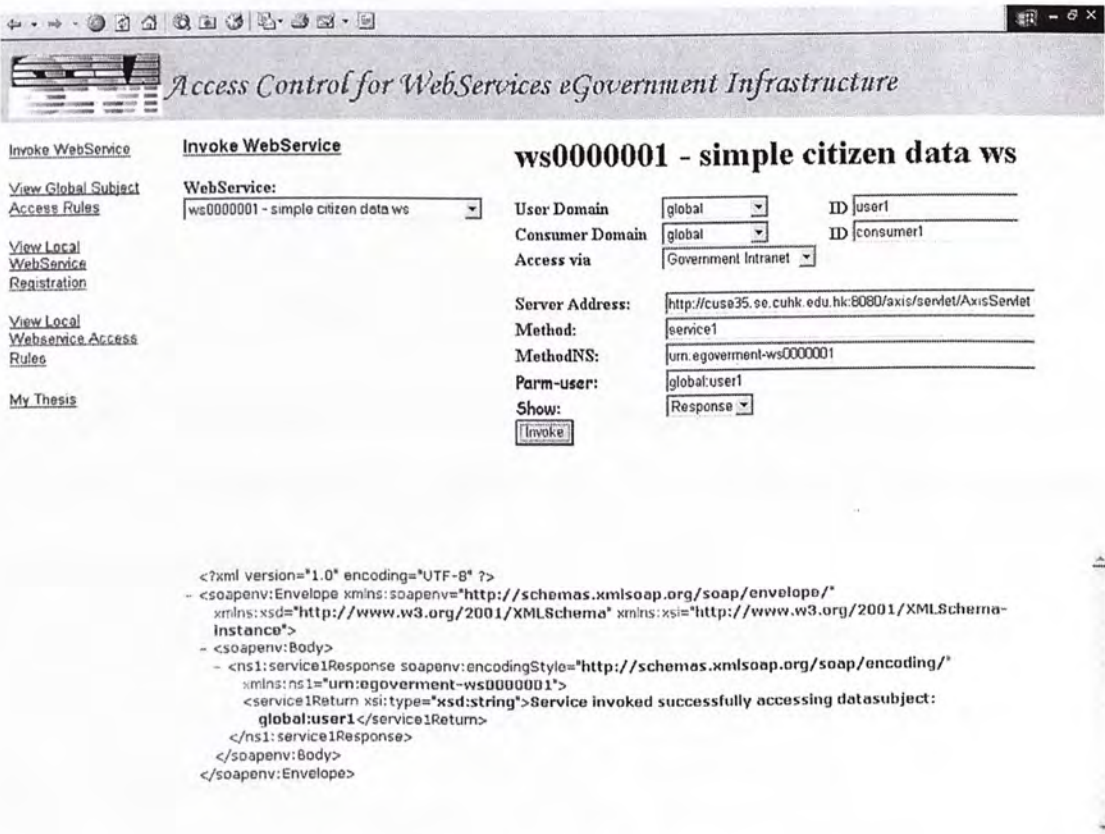 Access Control for WebServices eGovernment Infrastructure
Invoke WebService
View Global Subject
Access Rules
View Local
WebService
Registration
View Local
Webservice Access
Rules
My Thesis
Invoke WebService
WebService:
ws0000001 - simple citizen data ws
ws0000001 - simple citizen data ws
User Domain global ID user1
Consumer Domain global ID consumer1
Access via Government Intranet
Server Address: http://cuse35.se.cuhk.edu.hk:8080/axis/servlet/AxisServlet
Method: service1
MethodNS: urn:egoverment-ws0000001
Parm-user: global:user1
Show: Response
Invoke
<?xml version="1.0" encoding="UTF-8" ?>
- <soapenv:Envelope xmlns:soapenv="http://schemas.xmlsoap.org/soap/envelope/"
xmlns:xsd="http://www.w3.org/2001/XMLSchema" xmlns:xsi="http://www.w3.org/2001/XMLSchema-
instance">
- <soapenv:Body>
- <ns1:service1Response soapenv:encodingStyle="http://schemas.xmlsoap.org/soap/encoding/"
xmlns:ns1="urn:egoverment-ws0000001">
<service1Return xsi:type="xsd:string">Service invoked successfully accessing datasubject:
global:user1</service1Return>
</ns1:service1Response>
</soapenv:Body>
</soapenv:Envelope>